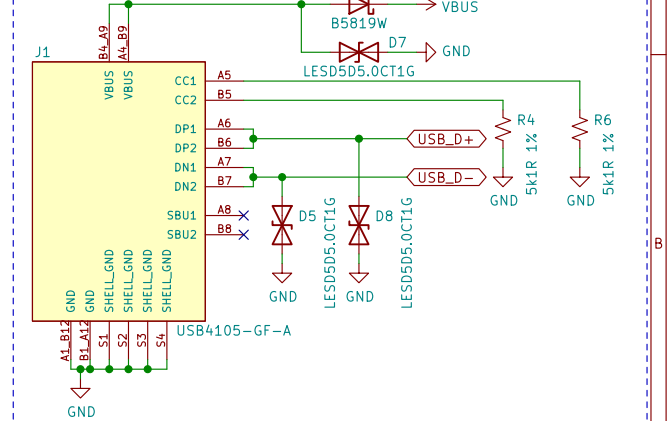 VBUS
B5819W
D7
GND
LESD5D5.0CT1G
J1
B4_A9
A4_B9
VBUS
VBUS
CC1
A5
CC2
B5
R4
5k1R 1%
R6
5k1R 1%
DP1
A6
DP2
B6
USB_D+
DN1
A7
DN2
B7
USB_D-
GND
GND
SBU1
A8
SBU2
B8
D5
LESD5D5.0CT1G
D8
LESD5D5.0CT1G
B
GND
GND
GND
GND
SHELL_GND
SHELL_GND
SHELL_GND
SHELL_GND
USB4105-GF-A
A1_B12
B1_A12
S1
S2
S3
S4
GND